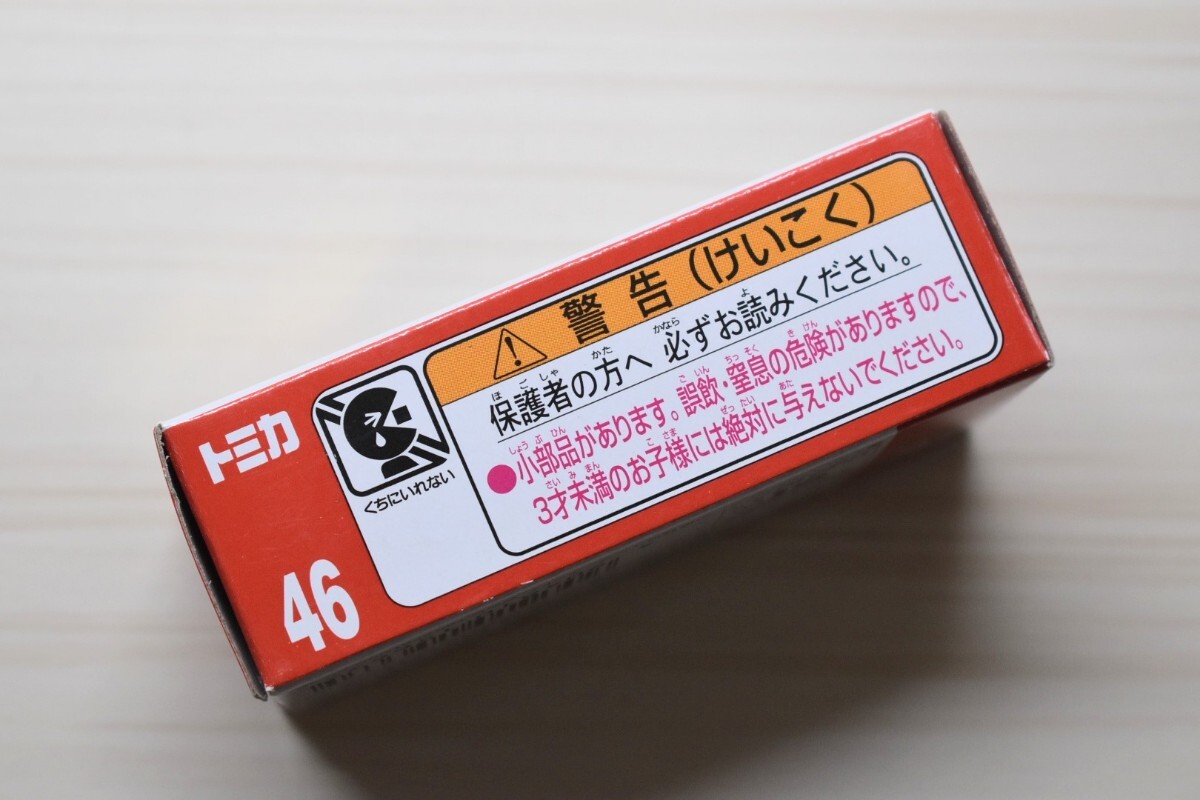 トミカ
46
くちにいれない
警告(けいこく)
保護者の方へ 必ずお読みください。
●小部品があります。誤飲・窒息の危険がありますので、
3才未満のお子様には絶対に与えないでください。